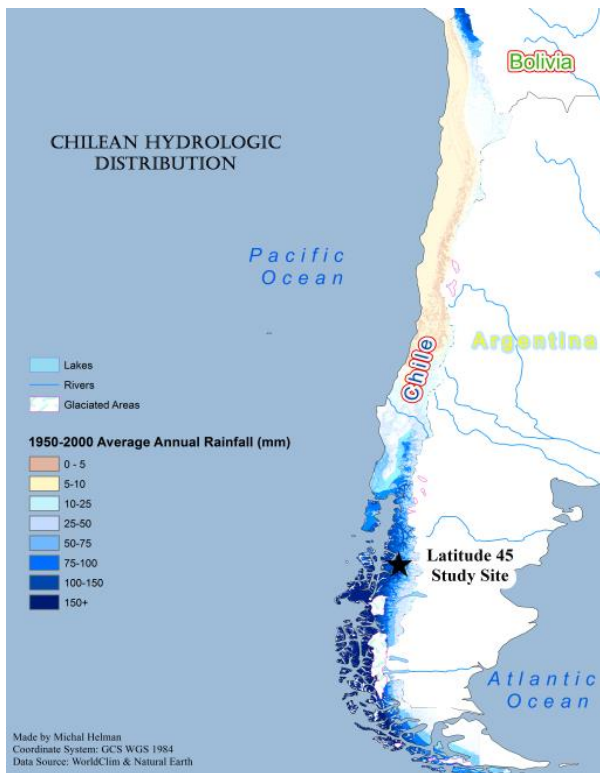 Bolivia
CHILEAN HYDROLOGIC
DISTRIBUTION
Pacific
Ocean
Argentina
Chile
Lakes
Rivers
Glaciated Areas
1950-2000 Average Annual Rainfall (mm)
0 - 5
5-10
10-25
25-50
50-75
75-100
100-150
150+
Latitude 45
Study Site
Atlantic
Ocean
Made by Michal Helman
Coordinate System: GCS WGS 1984
Data Source: WorldClim & Natural Earth